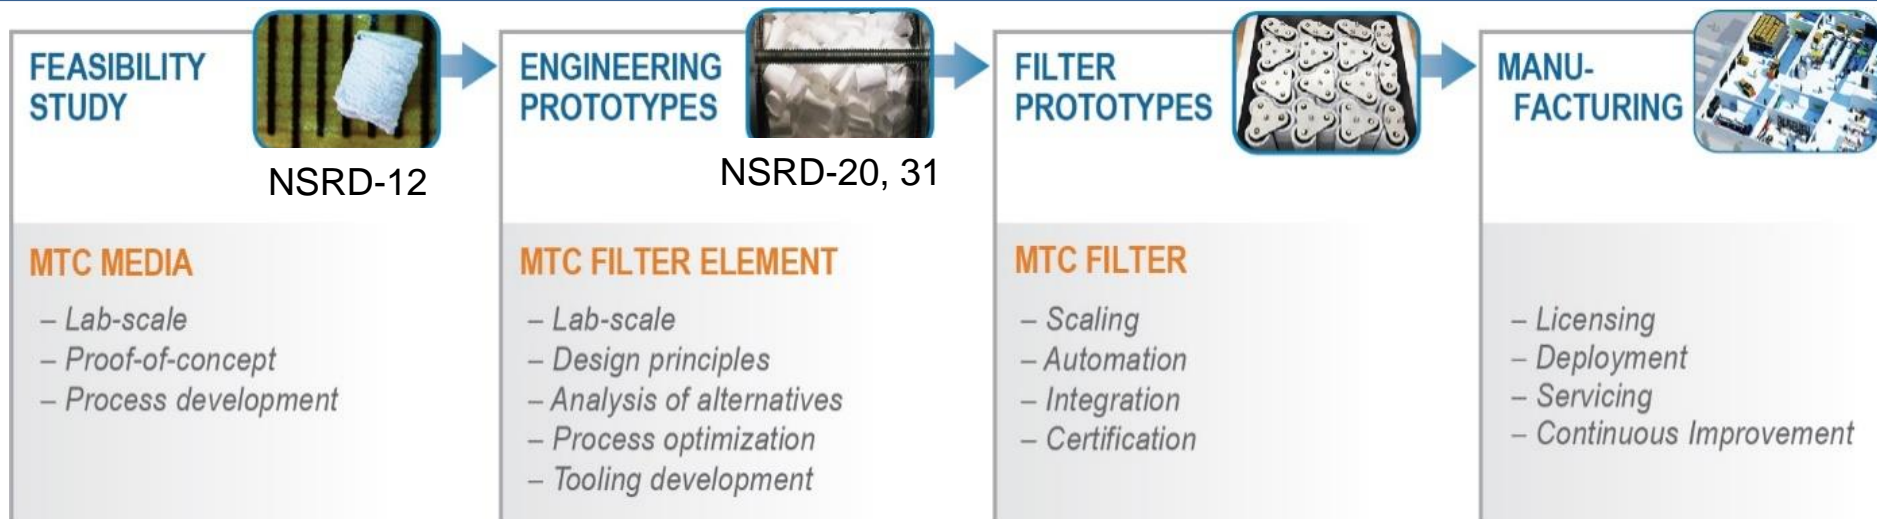 FEASIBILITY
STUDY
NSRD-12
MTC MEDIA
– Lab-scale
– Proof-of-concept
– Process development
ENGINEERING
PROTOTYPES
NSRD-20, 31
MTC FILTER ELEMENT
– Lab-scale
– Design principles
– Analysis of alternatives
– Process optimization
– Tooling development
FILTER
PROTOTYPES
MTC FILTER
– Scaling
– Automation
– Integration
– Certification
MANU-
FACTURING
– Licensing
– Deployment
– Servicing
– Continuous Improvement